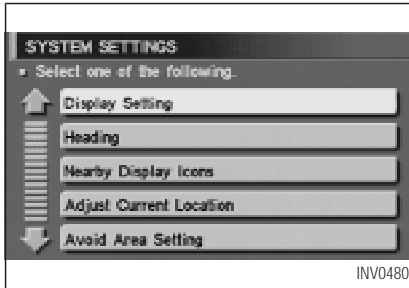 SYSTEM SETTINGS
▪ Select one of the following.
Display Setting
Heading
Nearby Display Icons
Adjust Current Location
Avoid Area Setting
INV0480